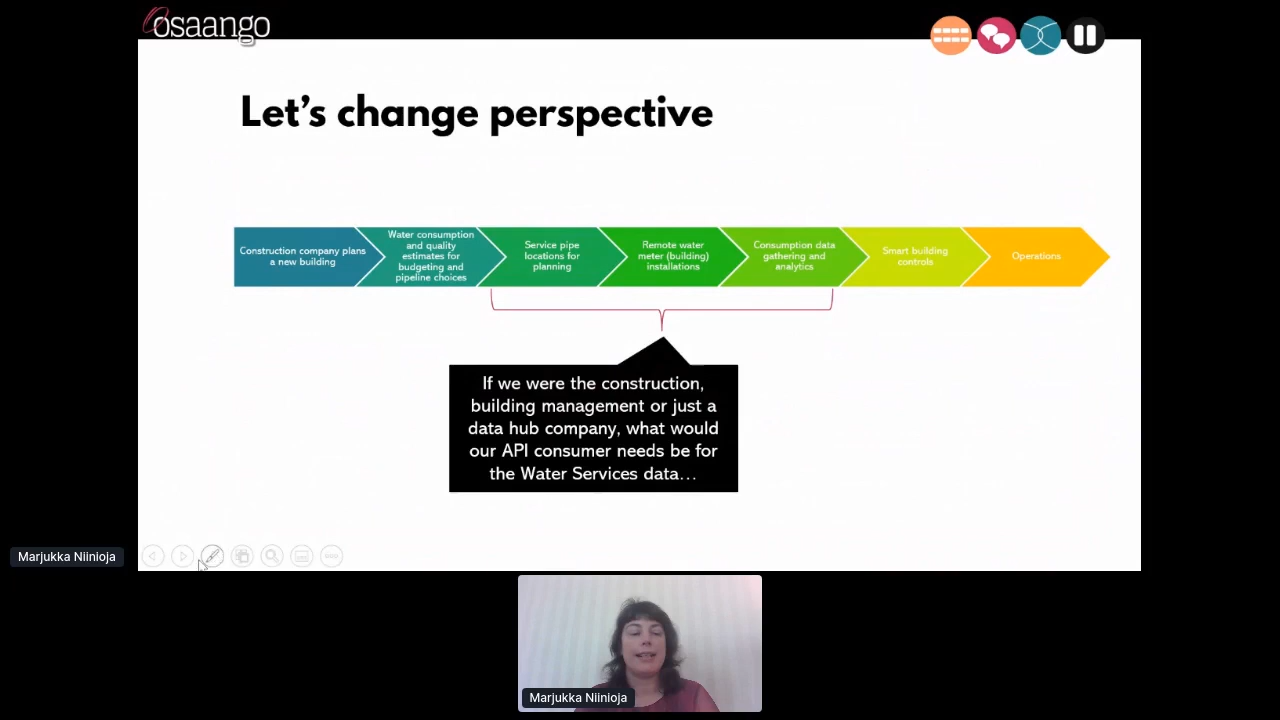 osaango
Let's change perspective
Construction company plans
a new building
Water consumption
and quality
estimates for
budgeting and
pipeline choices
Service pipe
locations for
planning
Remote water
meter (building)
installations
Consumption data
gathering and
analytics
Smart building
controls
Operations
If we were the construction,
building management or just a
data hub company, what would
our API consumer needs be for
the Water Services data...
Marjukka Niinioja
Marjukka Niinioja